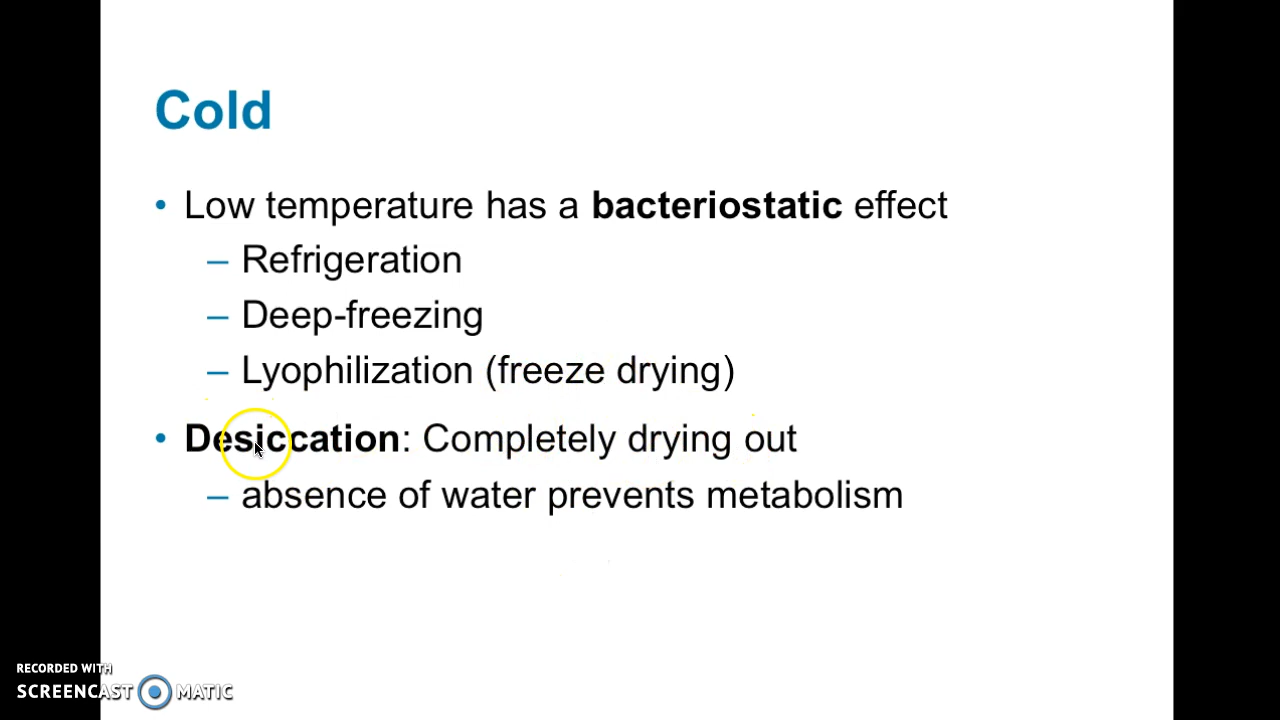 Cold
• Low temperature has a bacteriostatic effect
– Refrigeration
– Deep-freezing
– Lyophilization (freeze drying)
• Desiccation: Completely drying out
– absence of water prevents metabolism
RECORDED WITH
SCREENCAST MATIC